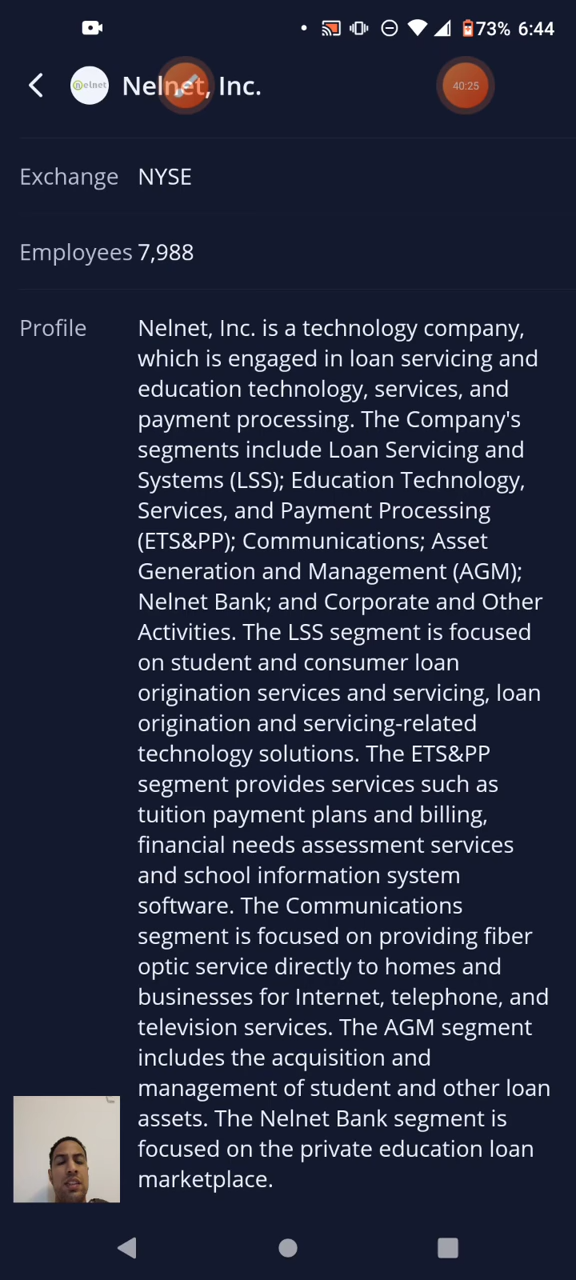 73% 6:44
nelnet Nelnet, Inc. 40:25
Exchange NYSE
Employees 7,988
Profile Nelnet, Inc. is a technology company,
which is engaged in loan servicing and
education technology, services, and
payment processing. The Company's
segments include Loan Servicing and
Systems (LSS); Education Technology,
Services, and Payment Processing
(ETS&PP); Communications; Asset
Generation and Management (AGM);
Nelnet Bank; and Corporate and Other
Activities. The LSS segment is focused
on student and consumer loan
origination services and servicing, loan
origination and servicing-related
technology solutions. The ETS&PP
segment provides services such as
tuition payment plans and billing,
financial needs assessment services
and school information system
software. The Communications
segment is focused on providing fiber
optic service directly to homes and
businesses for Internet, telephone, and
television services. The AGM segment
includes the acquisition and
management of student and other loan
assets. The Nelnet Bank segment is
focused on the private education loan
marketplace.